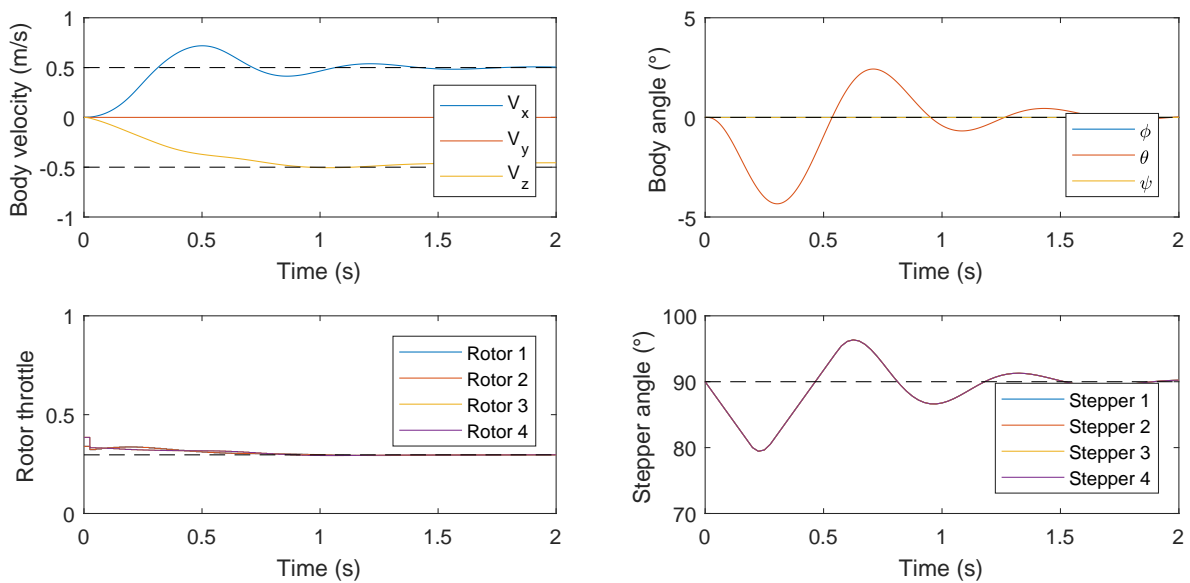 Body velocity (m/s)
1
0.5
0
-0.5
-1
0
0.5
1
1.5
2
Time (s)
V_x
V_y
V_z
Body angle (°)
5
0
-5
0
0.5
1
1.5
2
Time (s)
ϕ
θ
ψ
Rotor throttle
1
0.5
0
0
0.5
1
1.5
2
Time (s)
Rotor 1
Rotor 2
Rotor 3
Rotor 4
Stepper angle (°)
100
90
80
70
0
0.5
1
1.5
2
Time (s)
Stepper 1
Stepper 2
Stepper 3
Stepper 4